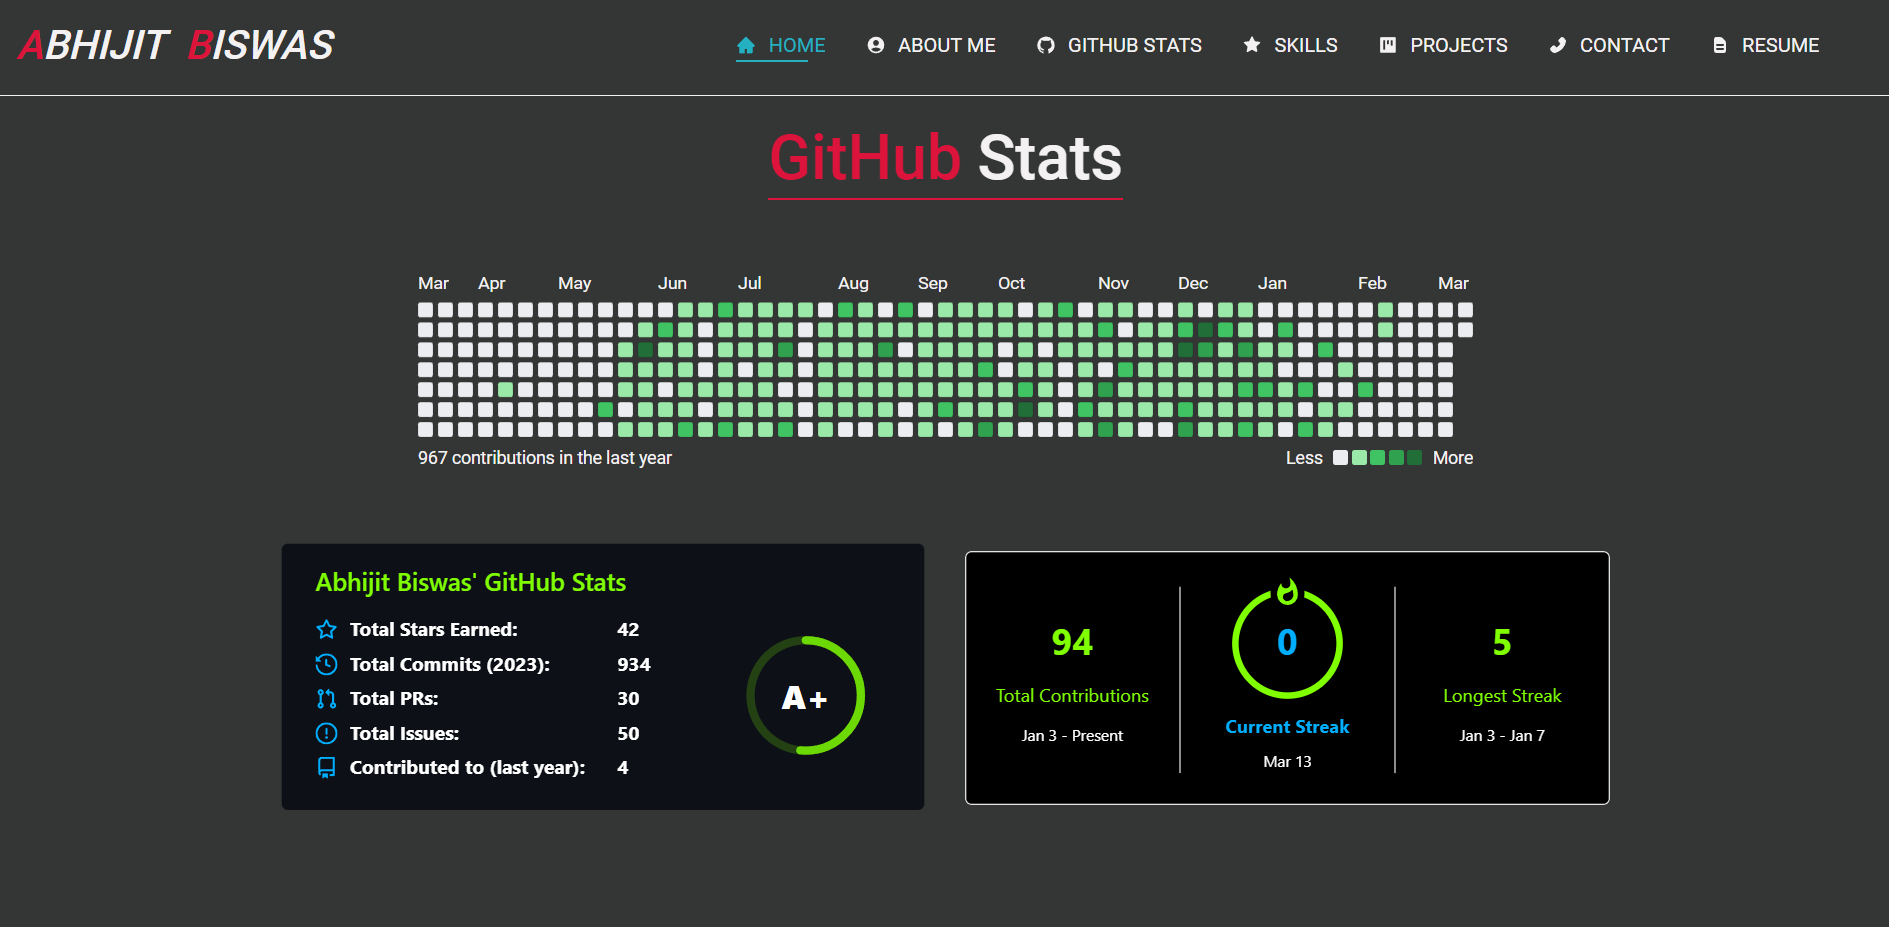 ABHIJIT BISWAS HOME ABOUT ME GITHUB STATS SKILLS PROJECTS CONTACT RESUME
GitHub Stats
Mar Apr May Jun Jul Aug Sep Oct Nov Dec Jan Feb Mar
967 contributions in the last year Less More
Abhijit Biswas' GitHub Stats
Total Stars Earned: 42
Total Commits (2023): 934
Total PRs: 30
Total Issues: 50
Contributed to (last year): 4
A+
94
Total Contributions
Jan 3 - Present
0
Current Streak
Mar 13
5
Longest Streak
Jan 3 - Jan 7